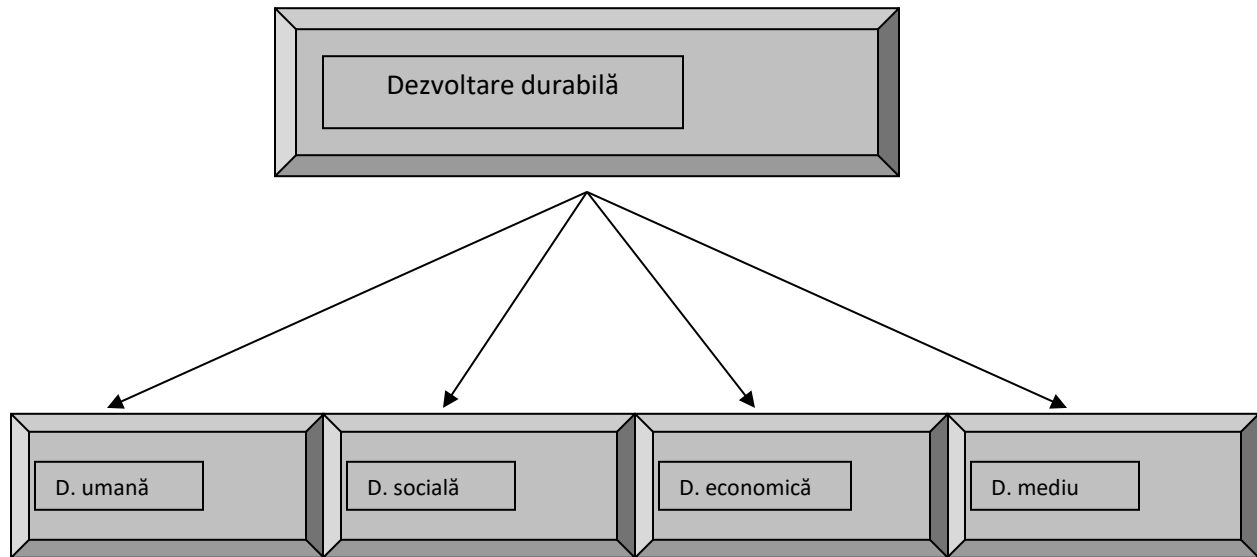 Dezvoltare durabilă
D. umană
D. socială
D. economică
D. mediu